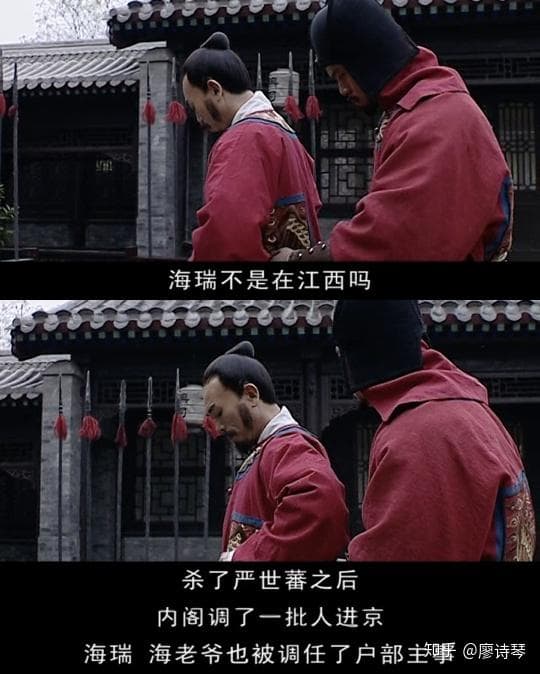 海瑞不是在江西吗
杀了严世蕃之后
内阁调了一批人进京
海瑞 海老爷也被调任了户部主事
知乎 @廖诗琴